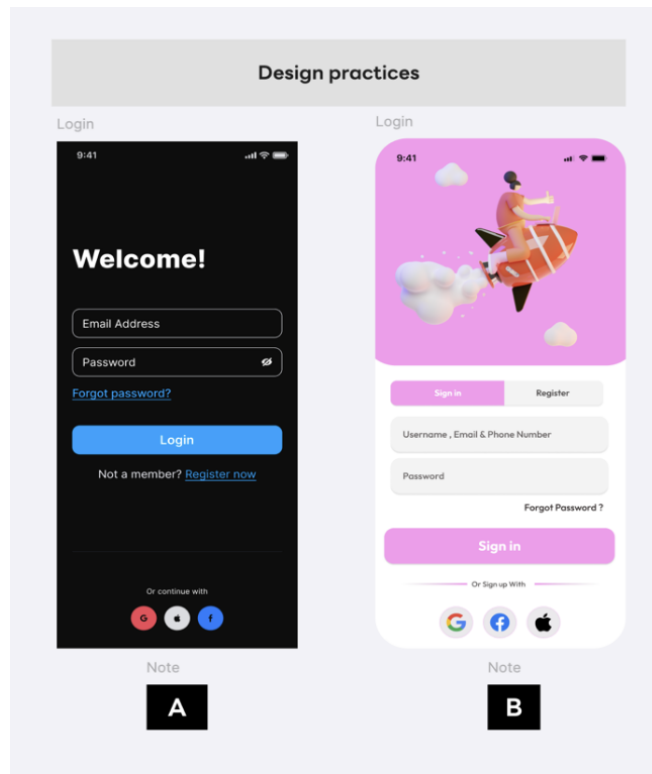 Design practices
Login
9:41
Welcome!
Email Address
Password
Forgot password?
Login
Not a member? Register now
Or continue with
G
f
Note
A
Login
9:41
Sign in
Register
Username , Email & Phone Number
Password
Forgot Password ?
Sign in
Or Sign up With
G
f
Note
B